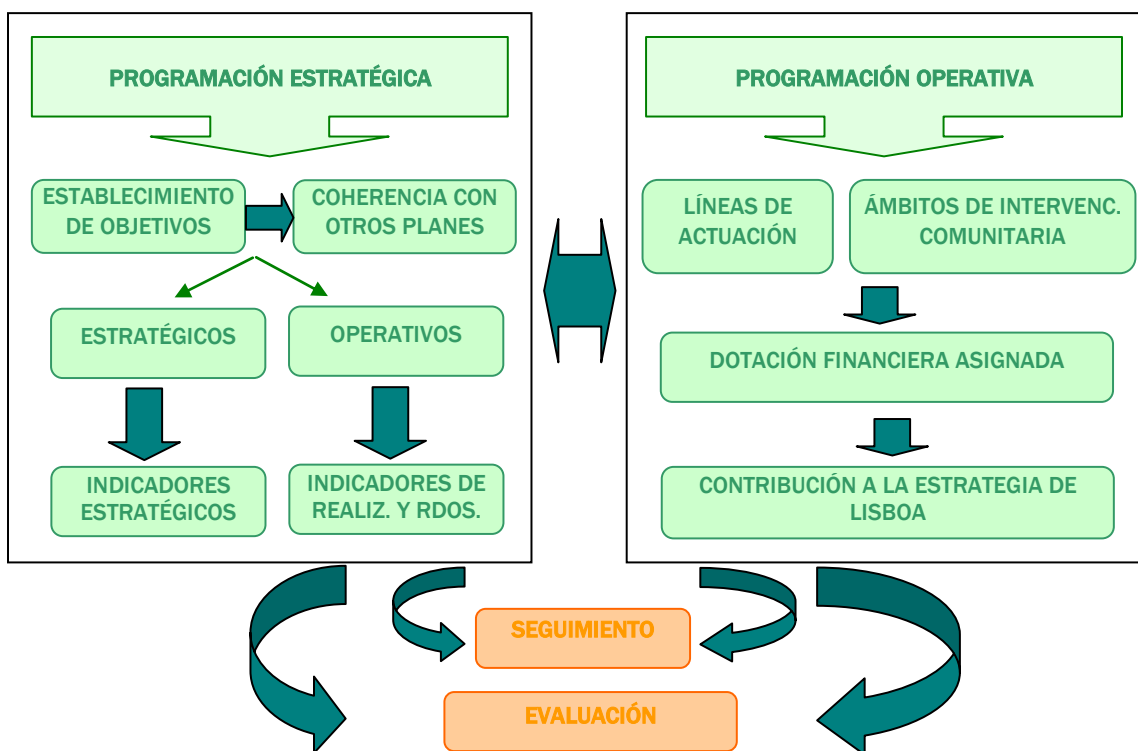 PROGRAMACIÓN ESTRATÉGICA
ESTABLECIMIENTO
DE OBJETIVOS
COHERENCIA CON
OTROS PLANES
ESTRATÉGICOS
OPERATIVOS
INDICADORES
ESTRATÉGICOS
INDICADORES DE
REALIZ. Y RDOS.
PROGRAMACIÓN OPERATIVA
LÍNEAS DE
ACTUACIÓN
ÁMBITOS DE INTERVENC.
COMUNITARIA
DOTACIÓN FINANCIERA ASIGNADA
CONTRIBUCIÓN A LA ESTRATEGIA DE
LISBOA
SEGUIMIENTO
EVALUACIÓN